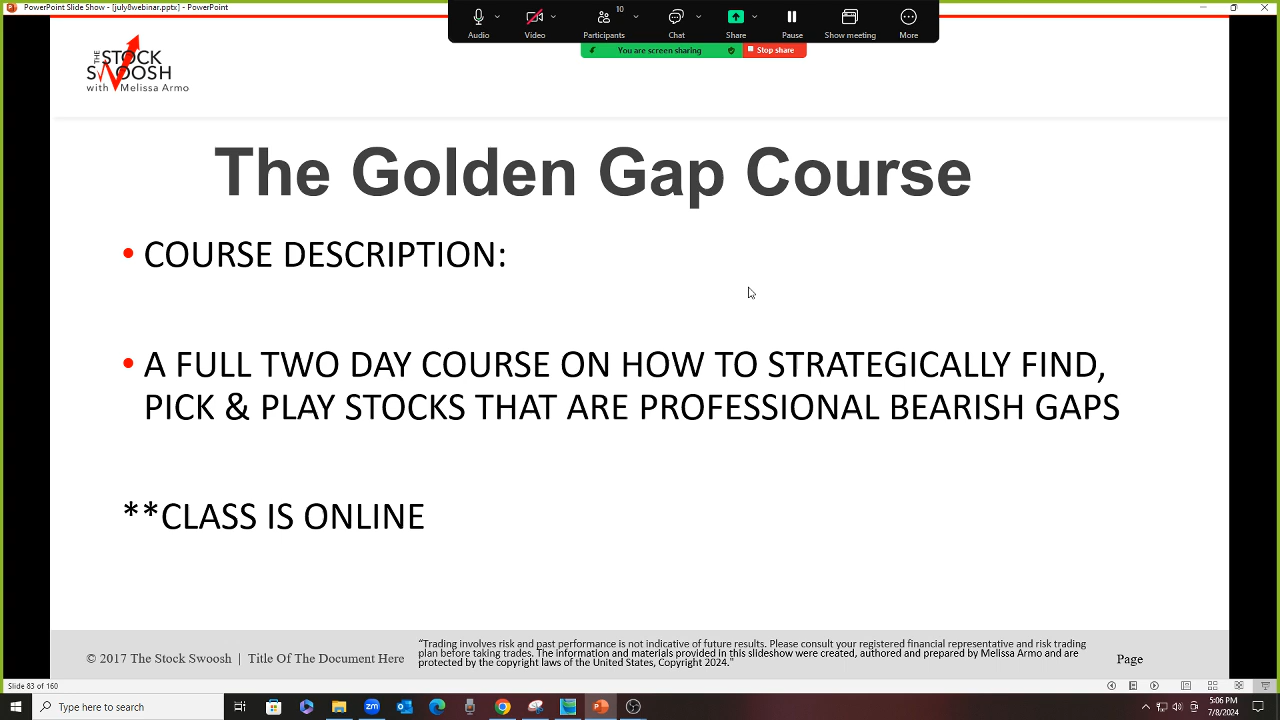 PowerPoint Slide Show - [july8webinar.pptx] - PowerPoint
10
Audio
Video
Participants
Chat
Share
Pause
Show meeting
More
You are screen sharing
Stop share
THE STOCK
SWOOSH
with Melissa Armo
The Golden Gap Course
• COURSE DESCRIPTION:
• A FULL TWO DAY COURSE ON HOW TO STRATEGICALLY FIND,
PICK & PLAY STOCKS THAT ARE PROFESSIONAL BEARISH GAPS
**CLASS IS ONLINE
© 2017 The Stock Swoosh | Title Of The Document Here
“Trading involves risk and past performance is not indicative of future results. Please consult your registered financial representative and risk trading
plan before taking trades. The information and materials provided in this slideshow were created, authored and prepared by Melissa Armo and are
protected by the copyright laws of the United States, Copyright 2024."
Page
Slide 83 of 160
Type here to search
5:06 PM
7/8/2024